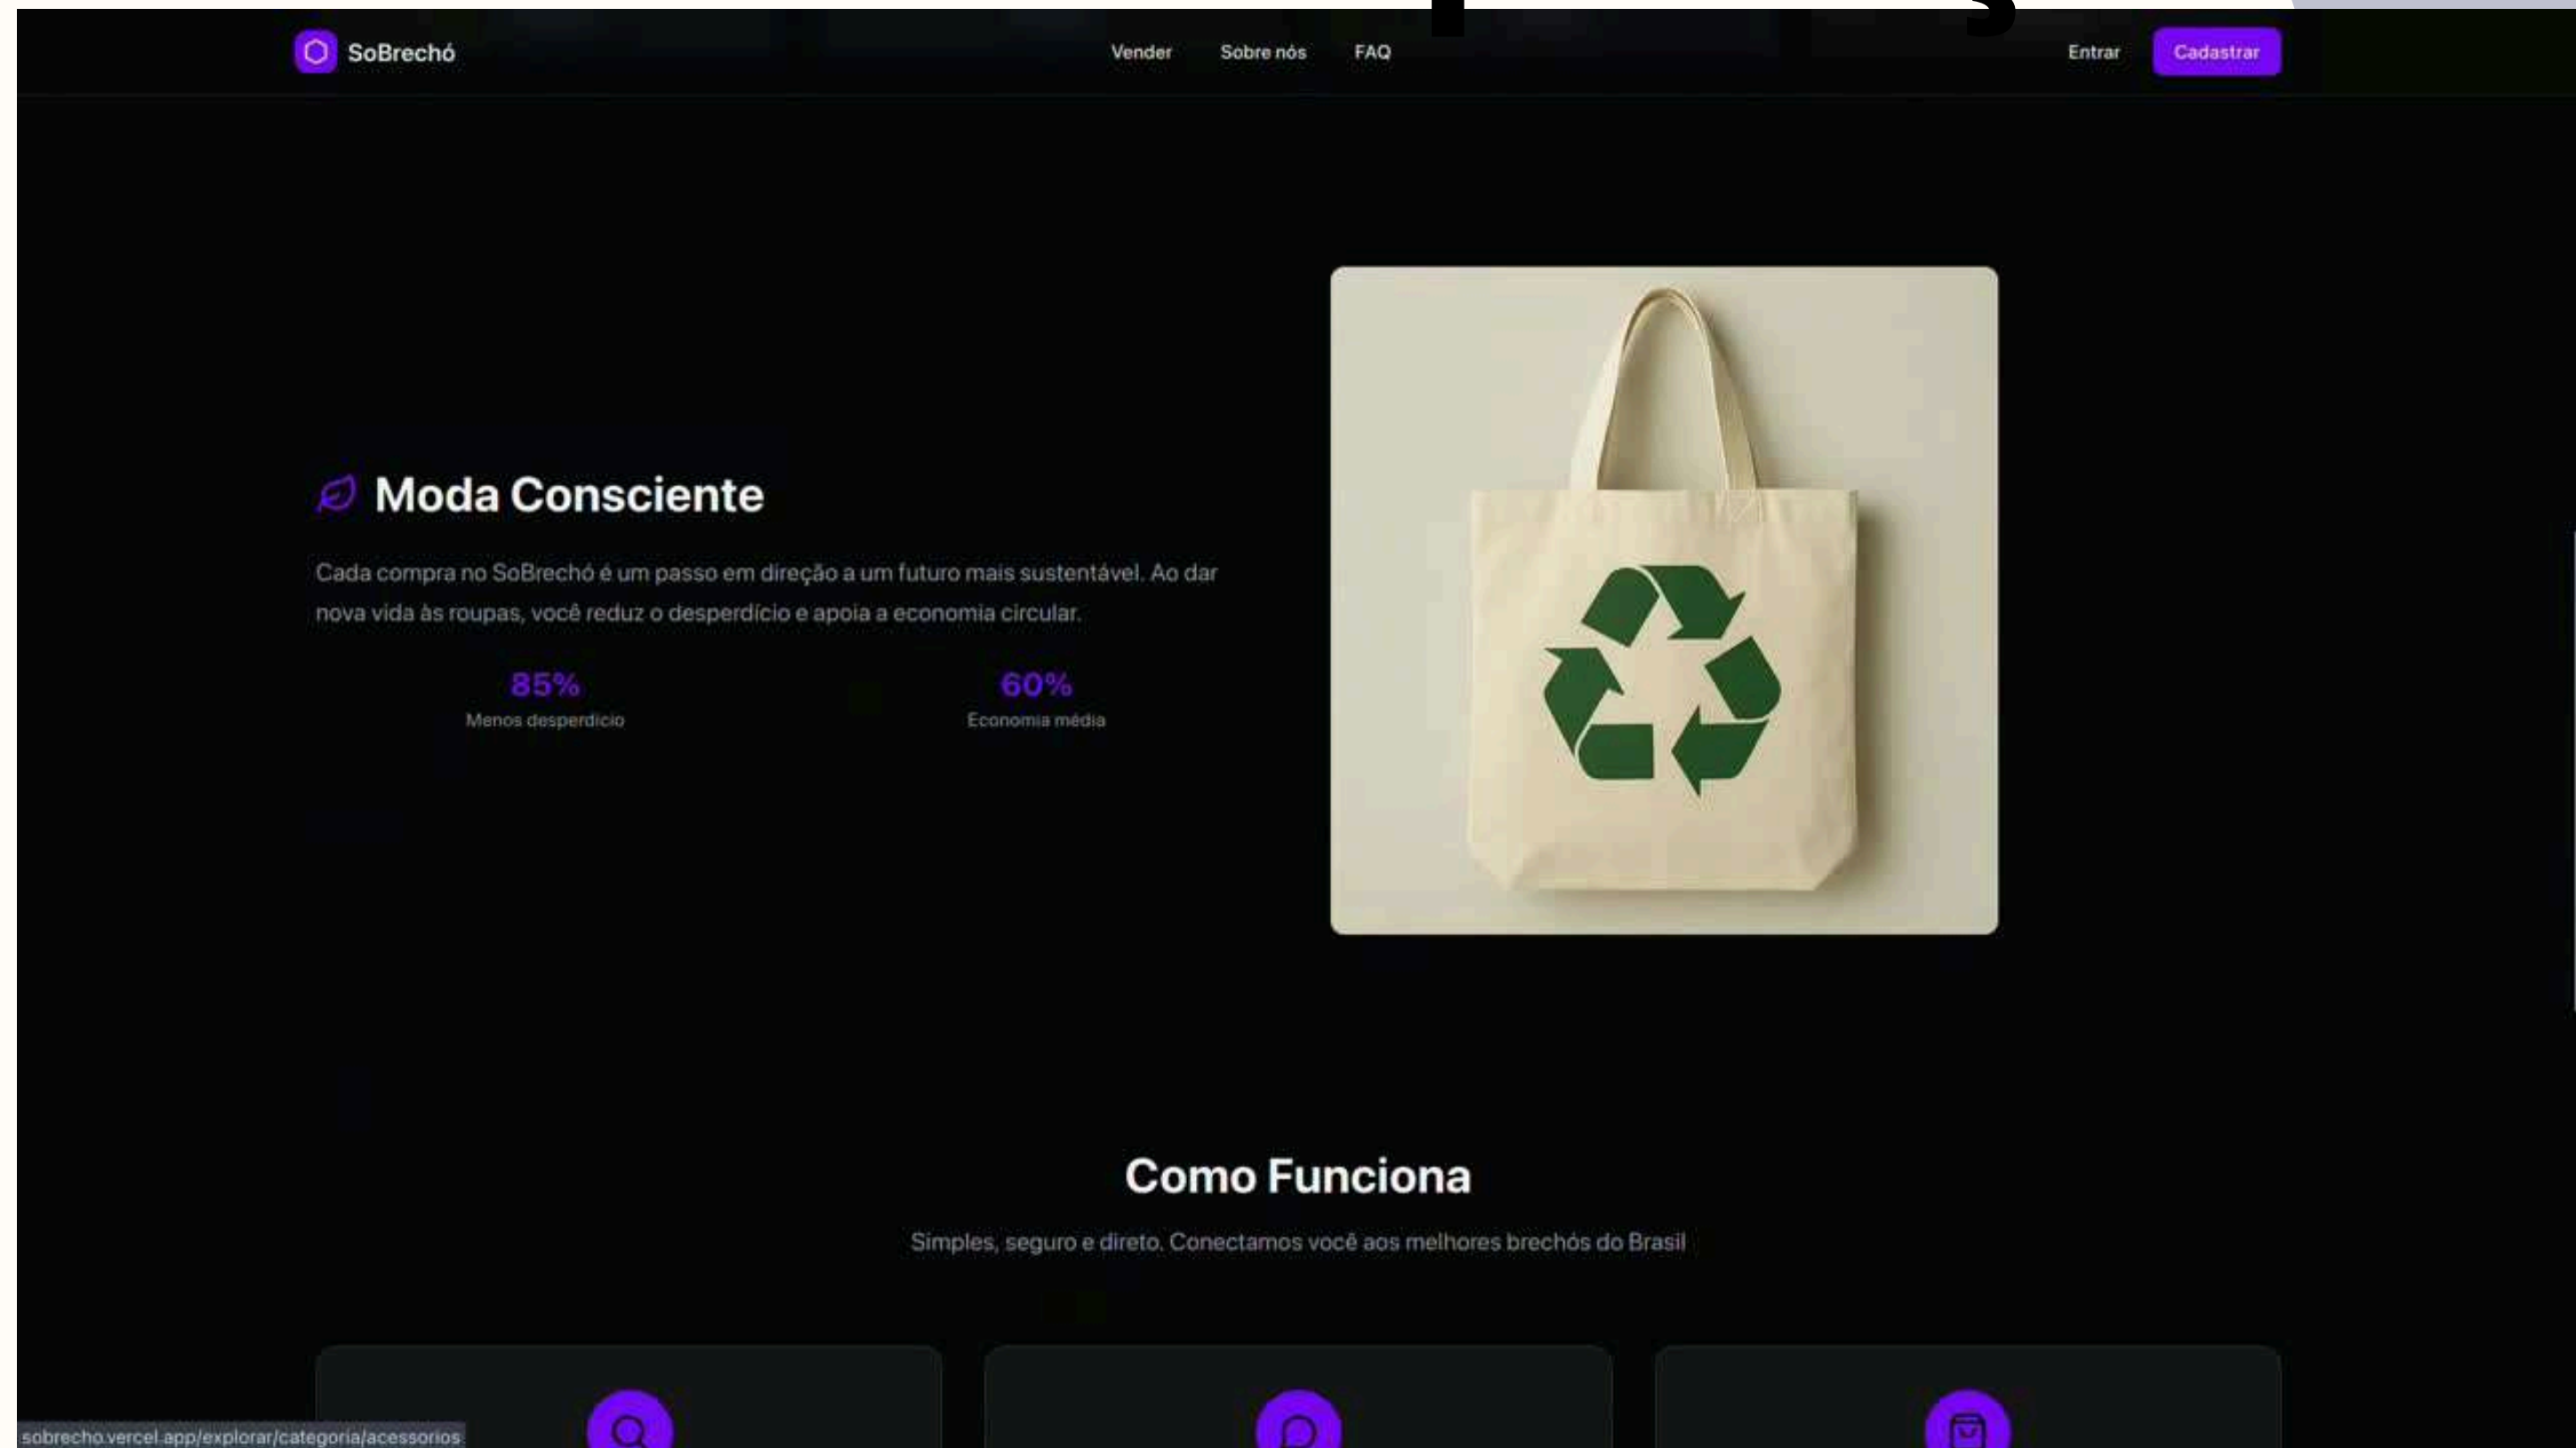 SoBrechó
Vender
Sobre nós
FAQ
Entrar
Cadastrar
Moda Consciente
Cada compra no SoBrechó é um passo em direção a um futuro mais sustentável. Ao dar
nova vida às roupas, você reduz o desperdício e apoia a economia circular.
85%
Menos desperdício
60%
Economia média
Como Funciona
Simples, seguro e direto. Conectamos você aos melhores brechós do Brasil
sobrecho.vercel.app/explorar/categoria/acessorios